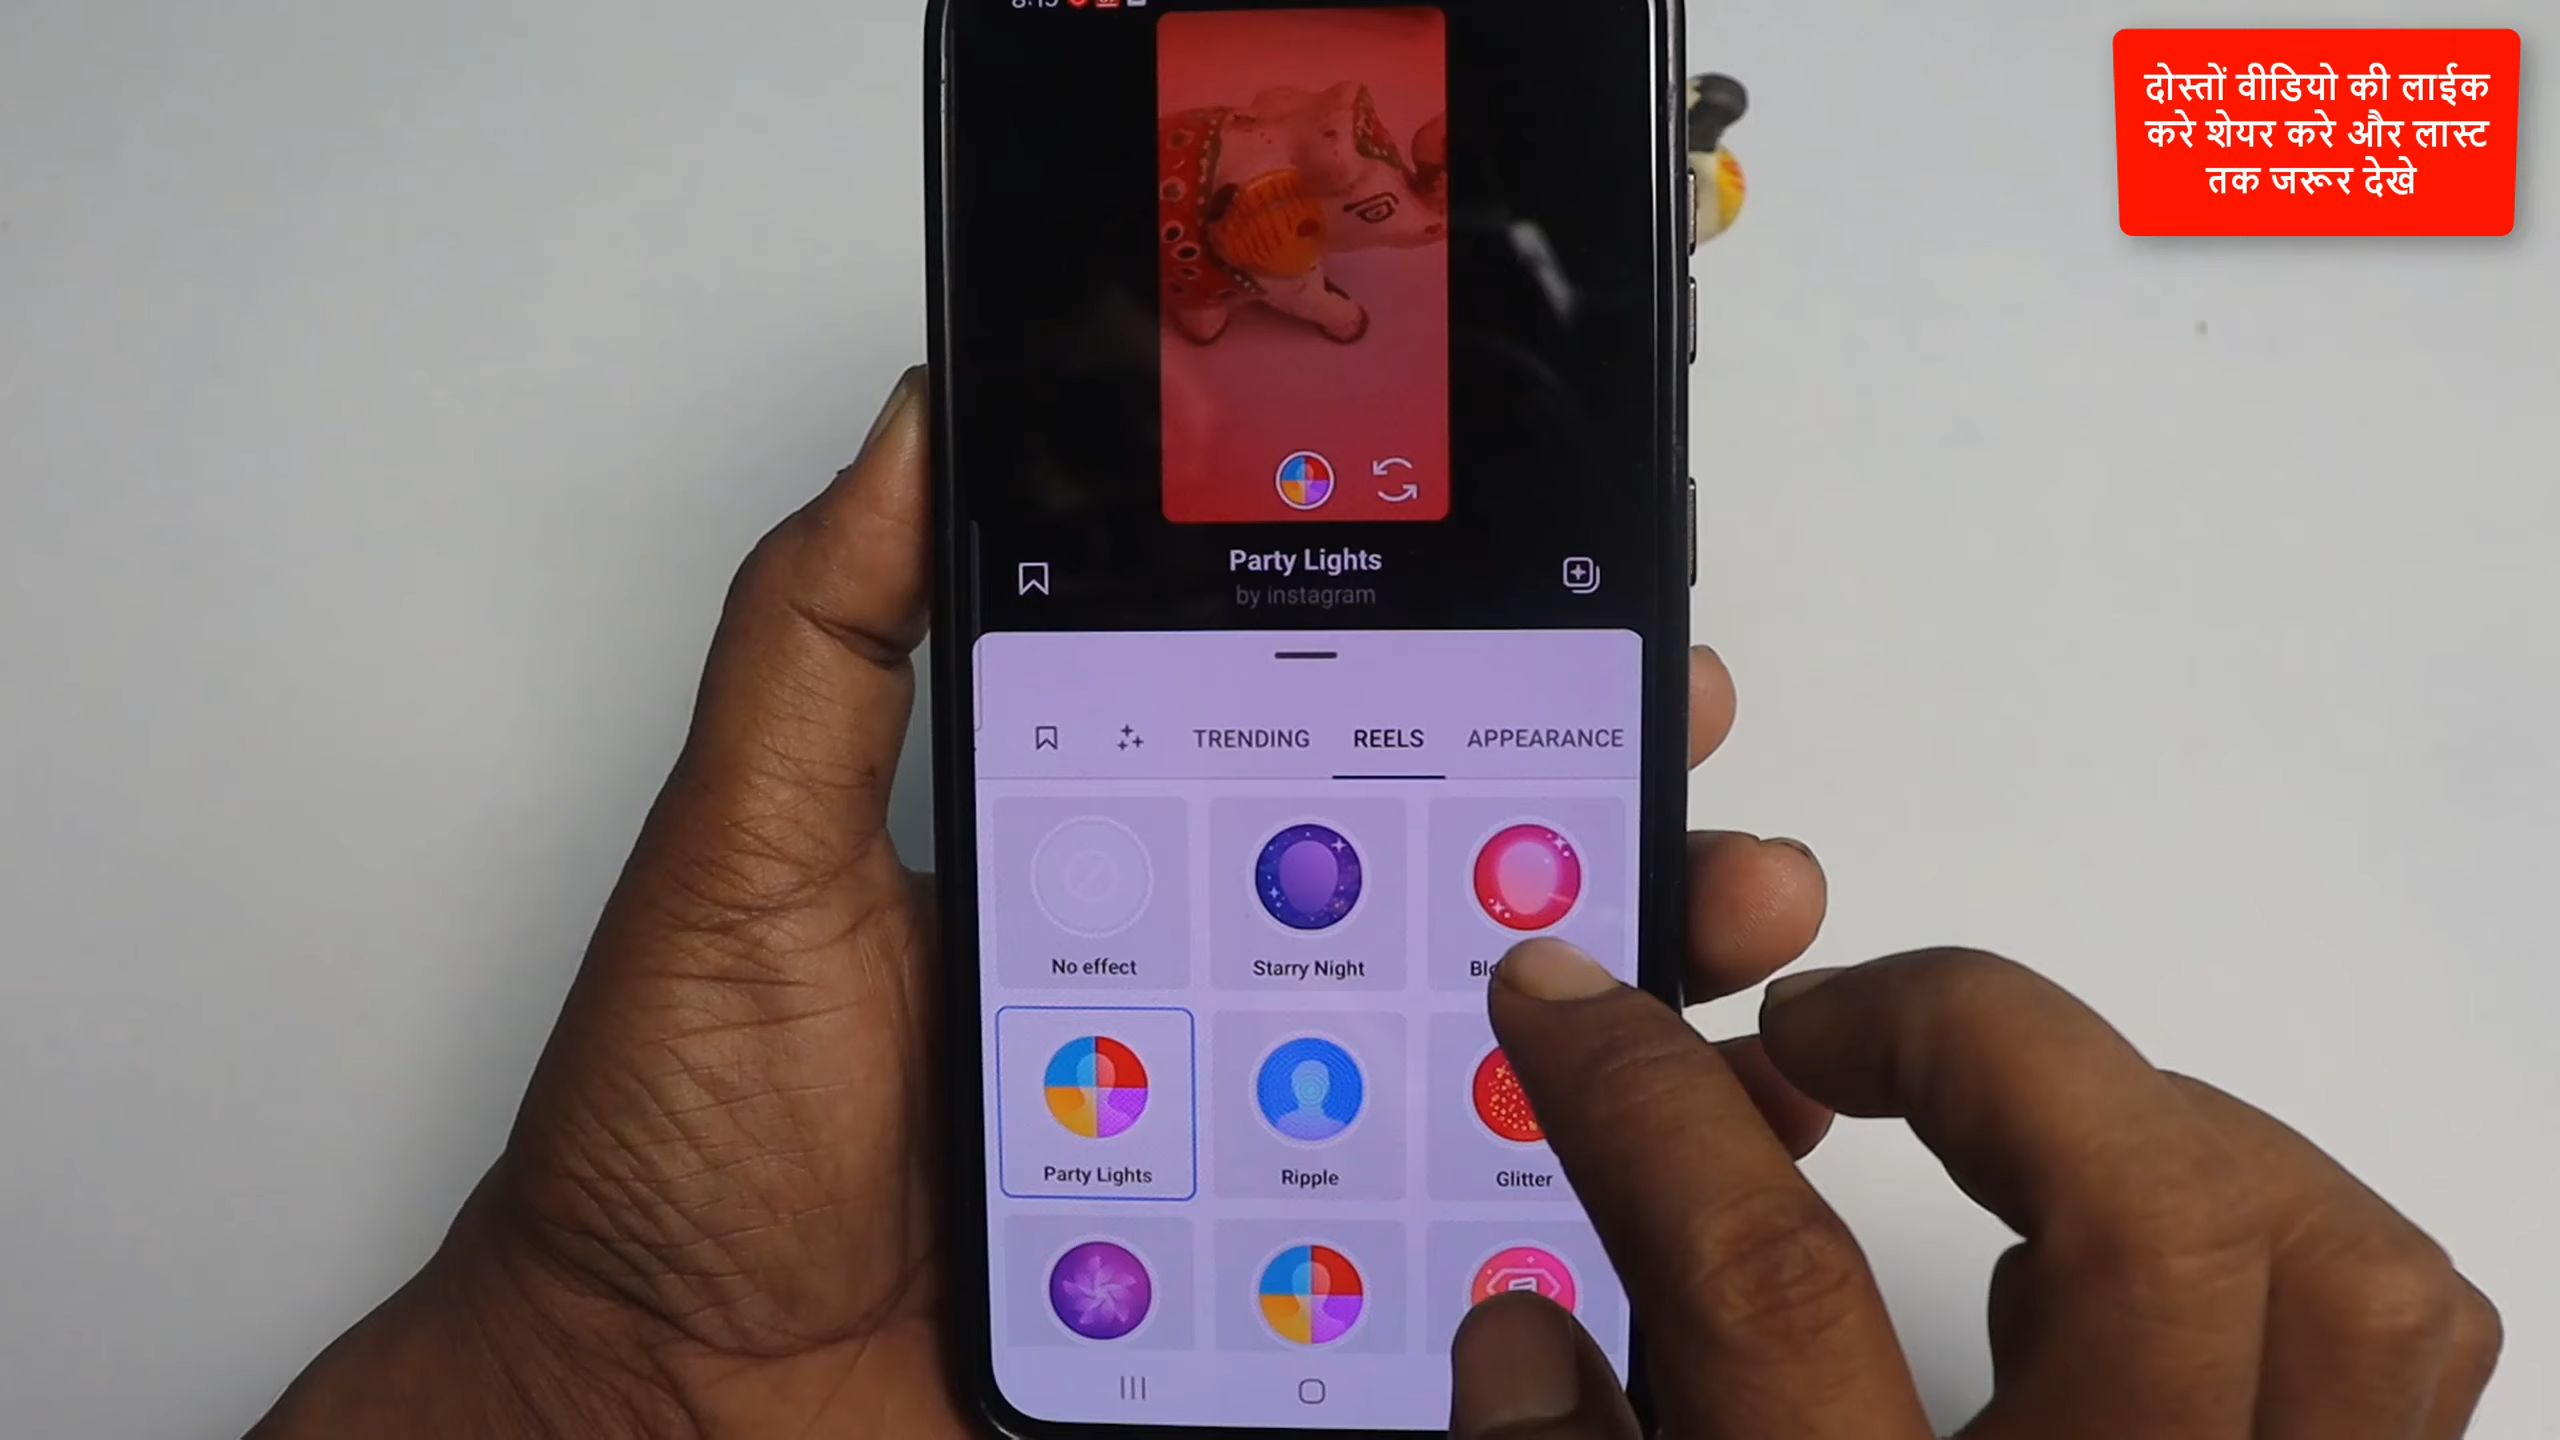 दोस्तों वीडियो की लाईक
करे शेयर करे और लास्ट
तक जरूर देखे
Party Lights
by instagram
TRENDING REELS APPEARANCE
No effect Starry Night
Party Lights Ripple Glitter